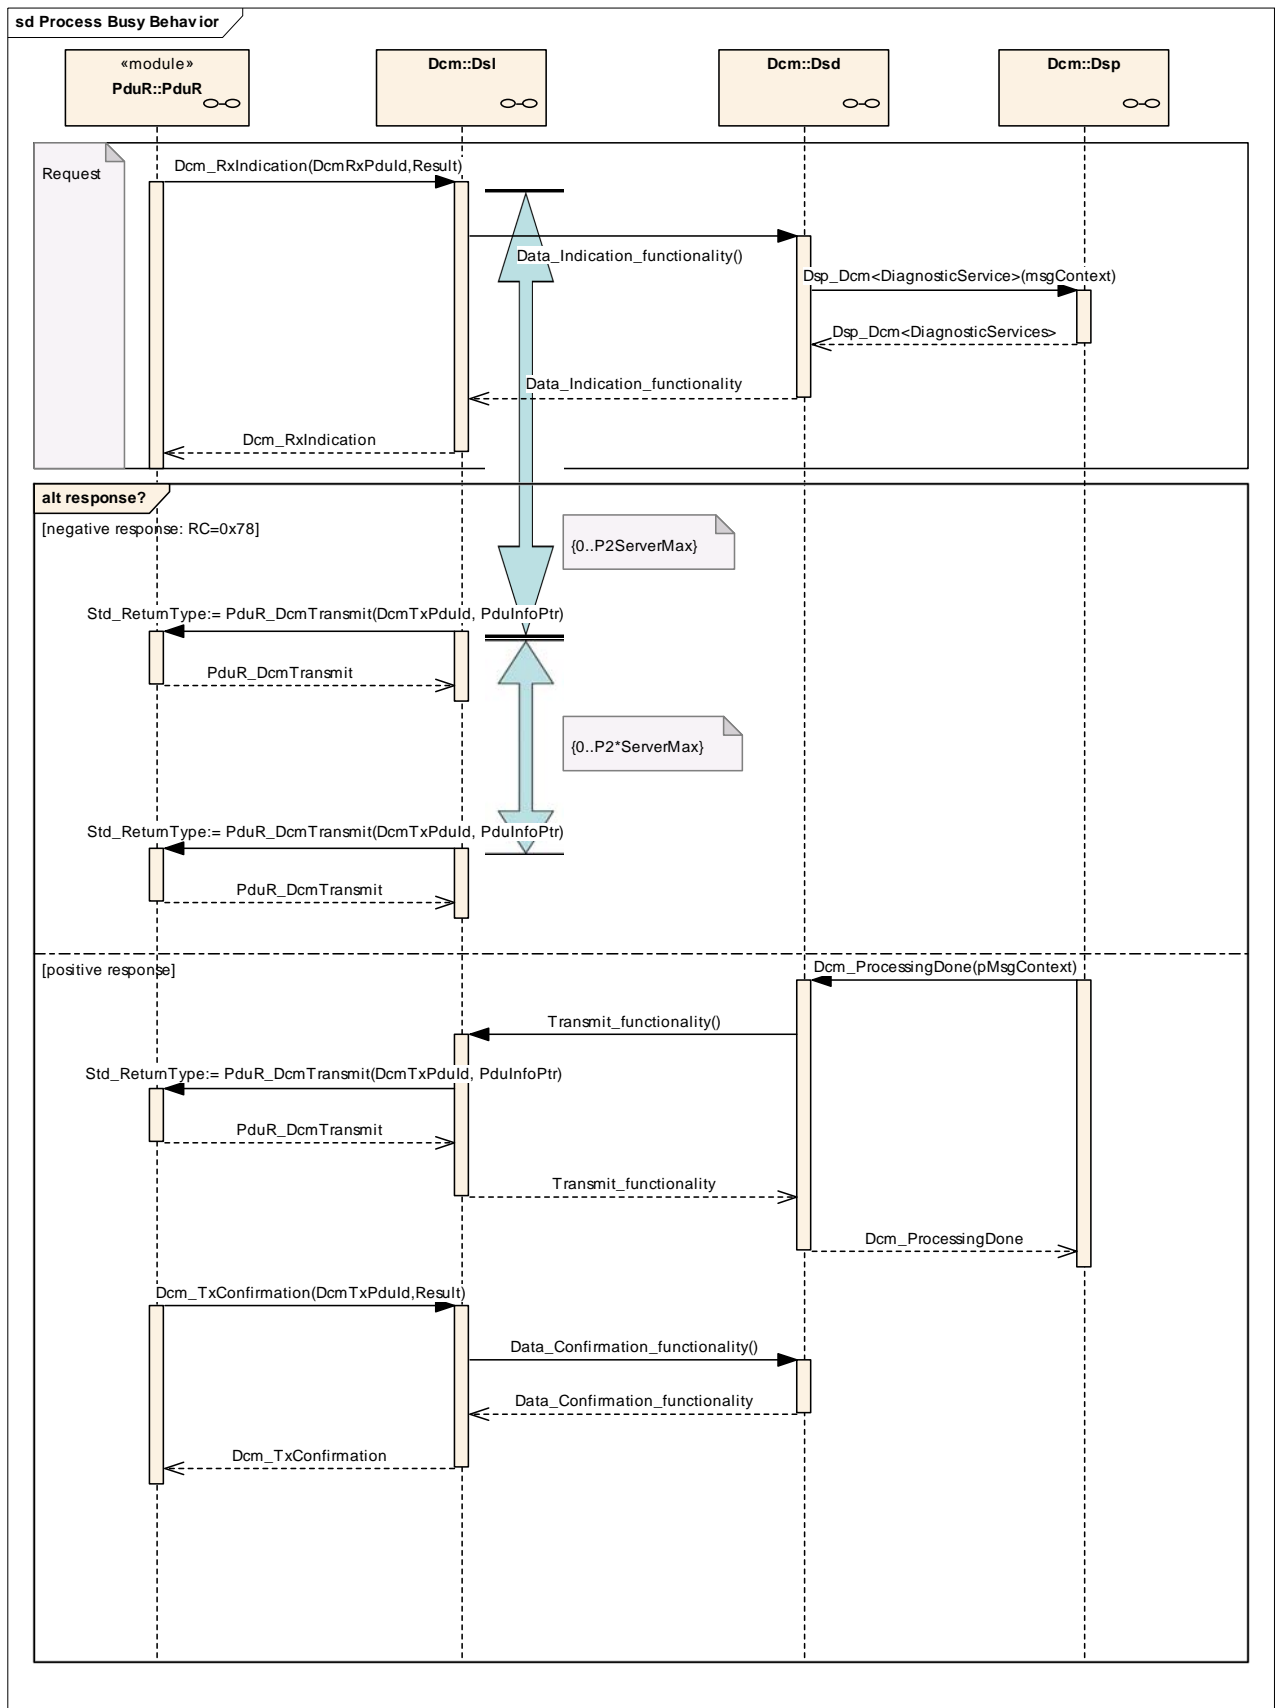 sd Process Busy Behavior
«module»
PduR::PduR
Dcm::Dsl
Dcm::Dsd
Dcm::Dsp
Request
Dcm_RxIndication(DcmRxPduId,Result)
Data_Indication_functionality()
Dsp_Dcm<DiagnosticService>(msgContext)
Dsp_Dcm<DiagnosticServices>
Data_Indication_functionality
Dcm_RxIndication
alt response?
[negative response: RC=0x78]
{0..P2ServerMax}
Std_ReturnType:= PduR_DcmTransmit(DcmTxPduId, PduInfoPtr)
PduR_DcmTransmit
{0..P2*ServerMax}
Std_ReturnType:= PduR_DcmTransmit(DcmTxPduId, PduInfoPtr)
PduR_DcmTransmit
[positive response]
Dcm_ProcessingDone(pMsgContext)
Transmit_functionality()
Std_ReturnType:= PduR_DcmTransmit(DcmTxPduId, PduInfoPtr)
PduR_DcmTransmit
Transmit_functionality
Dcm_ProcessingDone
Dcm_TxConfirmation(DcmTxPduId,Result)
Data_Confirmation_functionality()
Data_Confirmation_functionality
Dcm_TxConfirmation